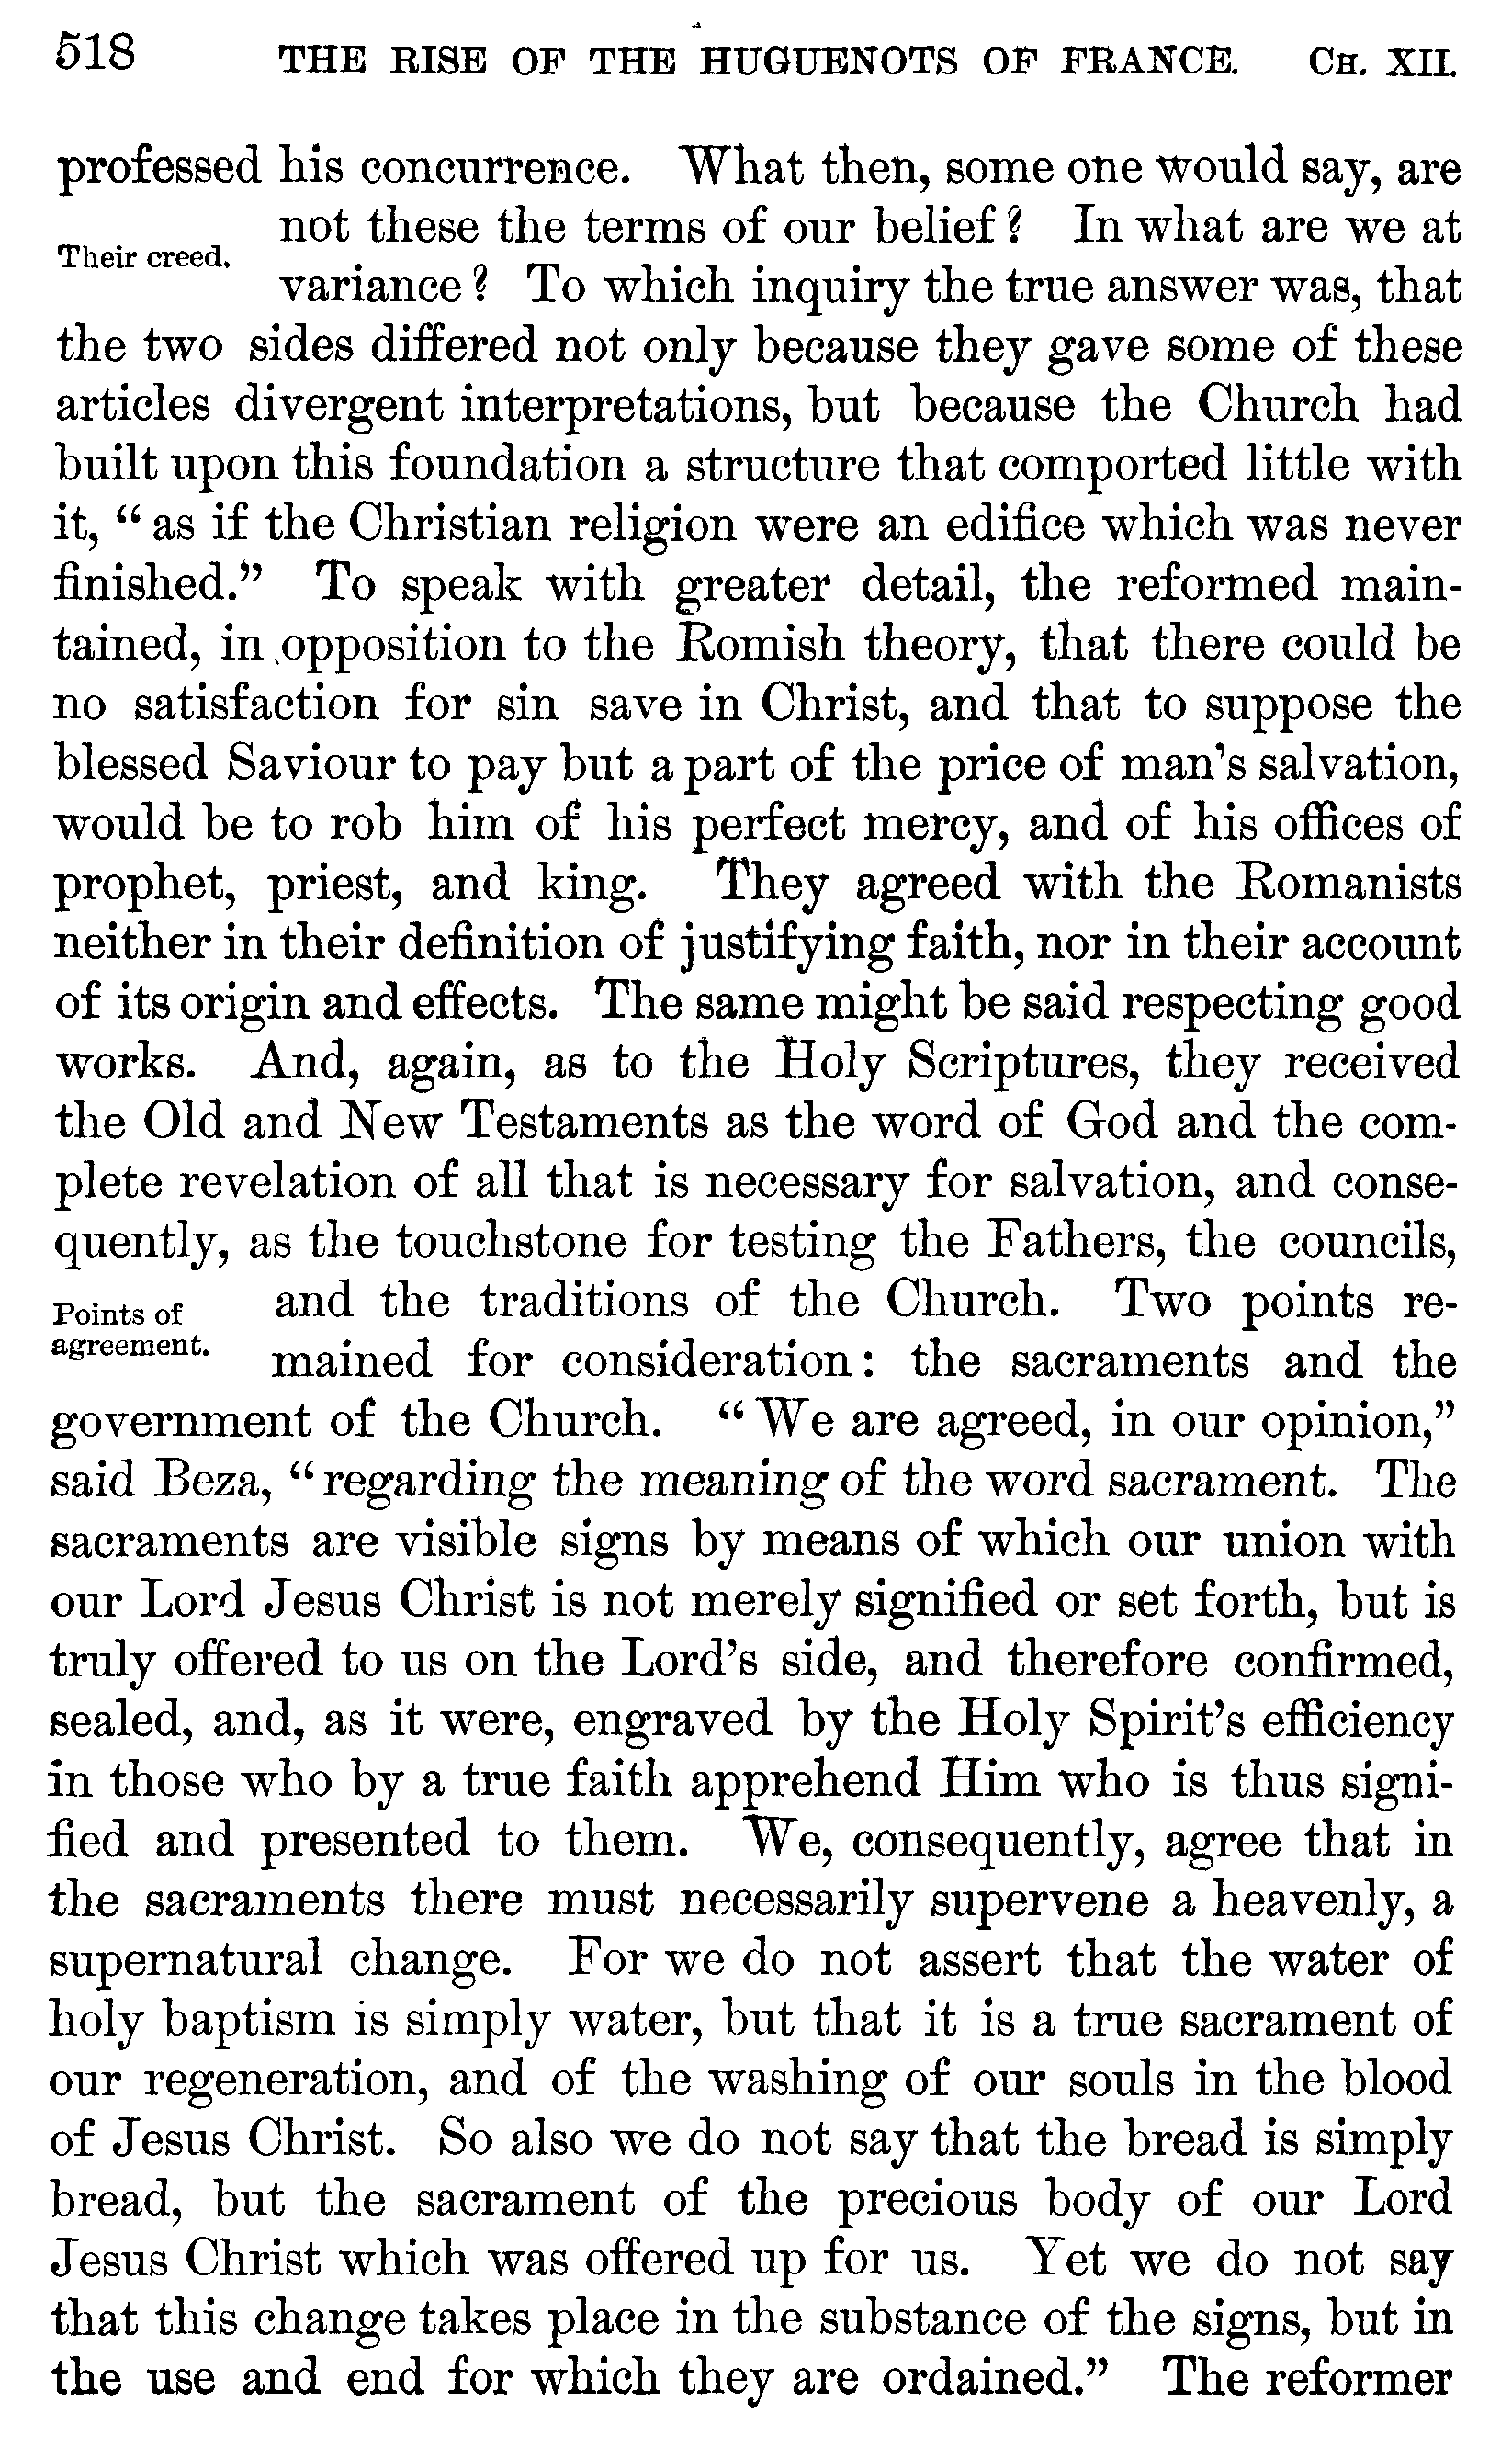 518 THE RISE OF THE HUGUENOTS OF FRANCE. CH. XII.
professed his concurrence. What then, some one would say, are
not these the terms of our belief? In what are we at
Their creed.
variance? To which inquiry the true answer was, that
the two sides differed not only because they gave some of these
articles divergent interpretations, but because the Church had
built upon this foundation a structure that comported little with
it, "as if the Christian religion were an edifice which was never
finished." To speak with greater detail, the reformed main-
tained, in opposition to the Romish theory, that there could be
no satisfaction for sin save in Christ, and that to suppose the
blessed Saviour to pay but a part of the price of man's salvation,
would be to rob him of his perfect mercy, and of his offices of
prophet, priest, and king. They agreed with the Romanists
neither in their definition of justifying faith, nor in their account
of its origin and effects. The same might be said respecting good
works. And, again, as to the Holy Scriptures, they received
the Old and New Testaments as the word of God and the com-
plete revelation of all that is necessary for salvation, and conse-
quently, as the touchstone for testing the Fathers, the councils,
and the traditions of the Church. Two points re-
Points of
agreement.
mained for consideration: the sacraments and the
government of the Church. "We are agreed, in our opinion,"
said Beza, "regarding the meaning of the word sacrament. The
sacraments are visible signs by means of which our union with
our Lord Jesus Christ is not merely signified or set forth, but is
truly offered to us on the Lord's side, and therefore confirmed,
sealed, and, as it were, engraved by the Holy Spirit's efficiency
in those who by a true faith apprehend Him who is thus signi-
fied and presented to them. We, consequently, agree that in
the sacraments there must necessarily supervene a heavenly, a
supernatural change. For we do not assert that the water of
holy baptism is simply water, but that it is a true sacrament of
our regeneration, and of the washing of our souls in the blood
of Jesus Christ. So also we do not say that the bread is simply
bread, but the sacrament of the precious body of our Lord
Jesus Christ which was offered up for us. Yet we do not say
that this change takes place in the substance of the signs, but in
the use and end for which they are ordained." The reformer